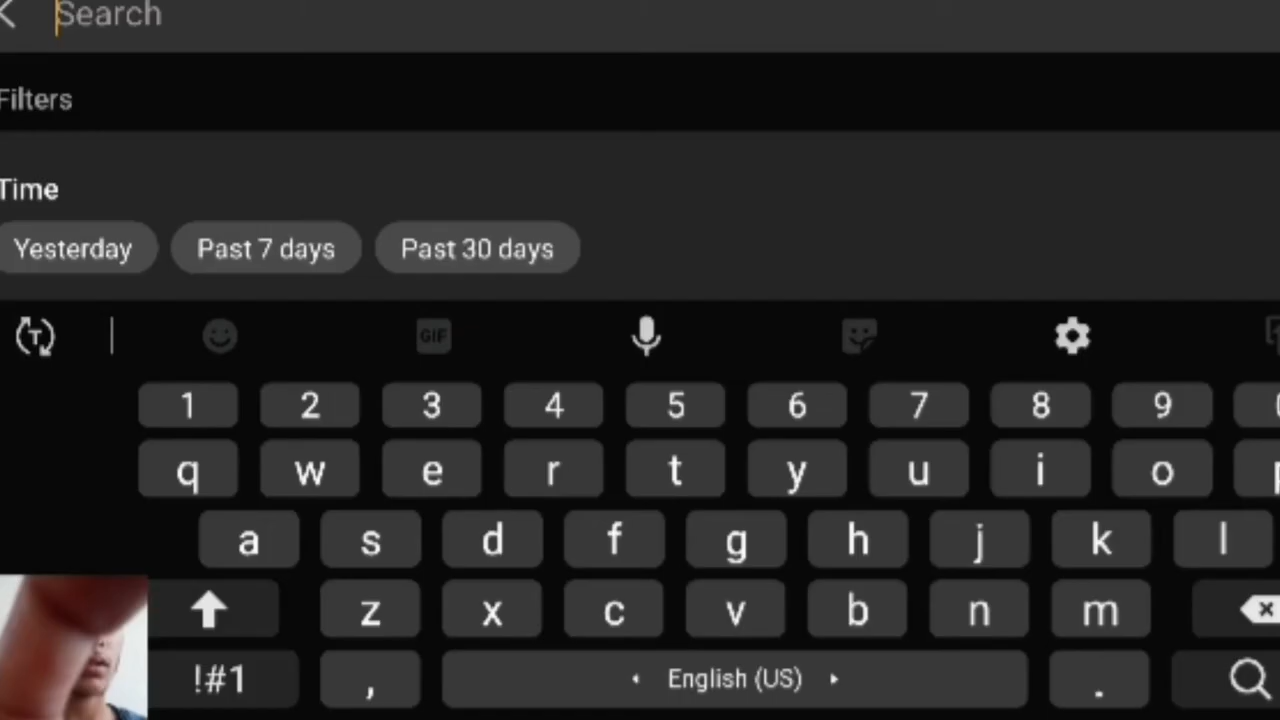 Search
Filters
Time
Yesterday Past 7 days Past 30 days
T GIF
1 2 3 4 5 6 7 8 9
q w e r t y u i o p
a s d f g h j k l
z x c v b n m
!#1 , English (US) .